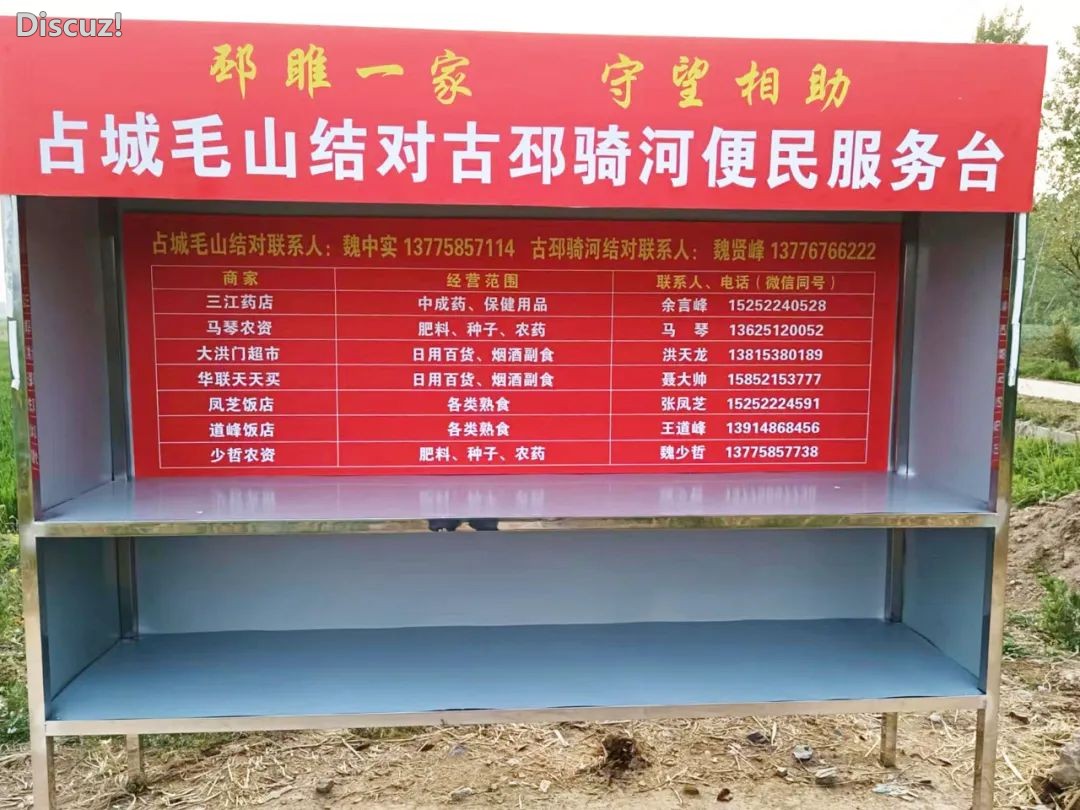 Discuz!
邳睢一家 守望相助
占城毛山结对古邳骑河便民服务台
占城毛山结对联系人：魏中实 13775857114 古邳骑河结对联系人：魏贤峰 13776766222
商家 经营范围 联系人、电话（微信同号）
三江药店 中成药、保健用品 余言峰 15252240528
马琴农资 肥料、种子、农药 马 琴 13625120052
大洪门超市 日用百货、烟酒副食 洪天龙 13815380189
华联天天买 日用百货、烟酒副食 聂大帅 15852153777
凤芝饭店 各类熟食 张凤芝 15252224591
道峰饭店 各类熟食 王道峰 13914868456
少哲农资 肥料、种子、农药 魏少哲 13775857738